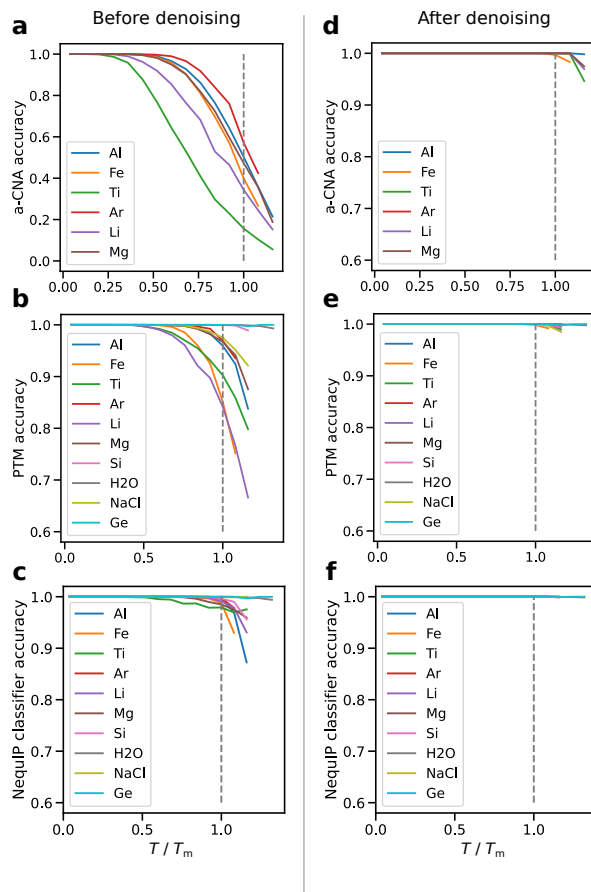 Before denoising
After denoising
a
a-CNA accuracy
1.0
0.8
0.6
0.4
0.2
0.0
Al
Fe
Ti
Ar
Li
Mg
0.00 0.25 0.50 0.75 1.00
d
a-CNA accuracy
1.0
0.9
0.8
0.7
0.6
Al
Fe
Ti
Ar
Li
Mg
0.00 0.25 0.50 0.75 1.00
b
PTM accuracy
1.0
0.9
0.8
0.7
0.6
Al
Fe
Ti
Ar
Li
Mg
Si
H2O
NaCl
Ge
0.0 0.5 1.0
e
PTM accuracy
1.0
0.9
0.8
0.7
0.6
Al
Fe
Ti
Ar
Li
Mg
Si
H2O
NaCl
Ge
0.0 0.5 1.0
c
NequIP classifier accuracy
1.0
0.9
0.8
0.7
0.6
Al
Fe
Ti
Ar
Li
Mg
Si
H2O
NaCl
Ge
0.0 0.5 1.0
T / Tm
f
NequIP classifier accuracy
1.0
0.9
0.8
0.7
0.6
Al
Fe
Ti
Ar
Li
Mg
Si
H2O
NaCl
Ge
0.0 0.5 1.0
T / Tm